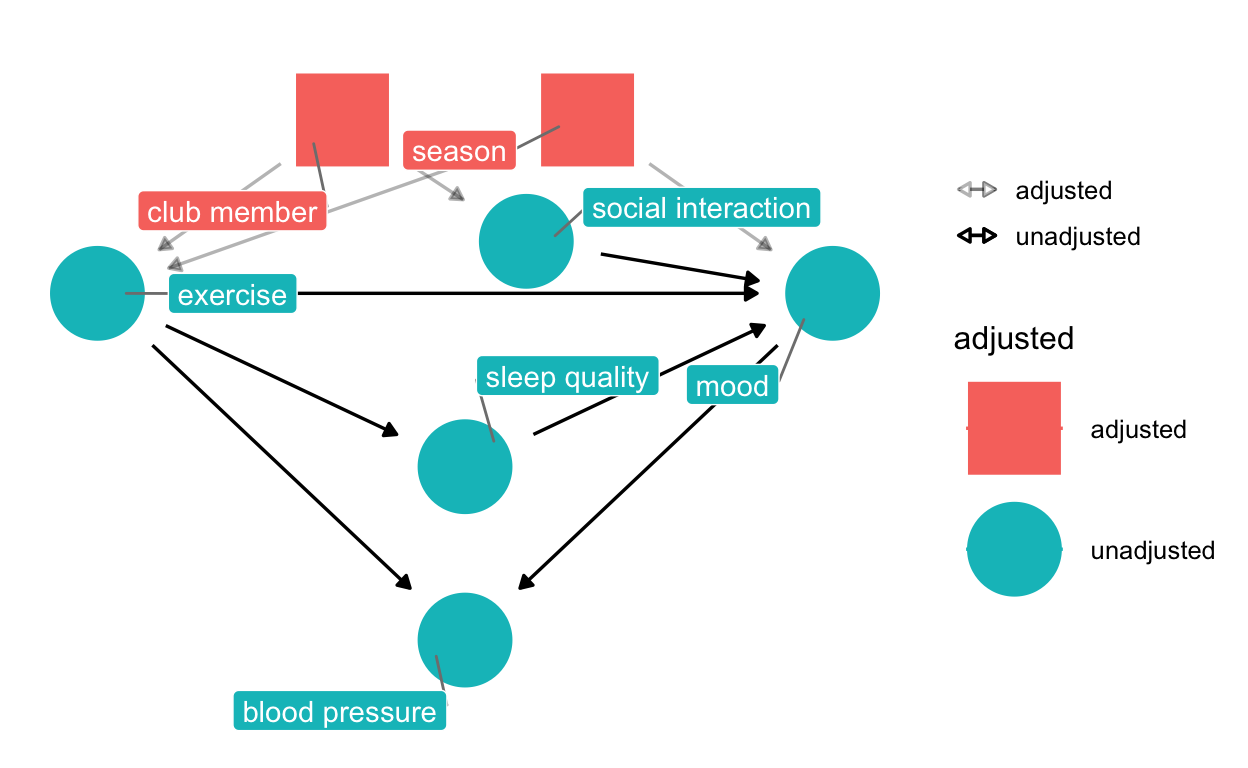 season
club member
social interaction
exercise
sleep quality
mood
blood pressure
adjusted
unadjusted
adjusted
adjusted
unadjusted